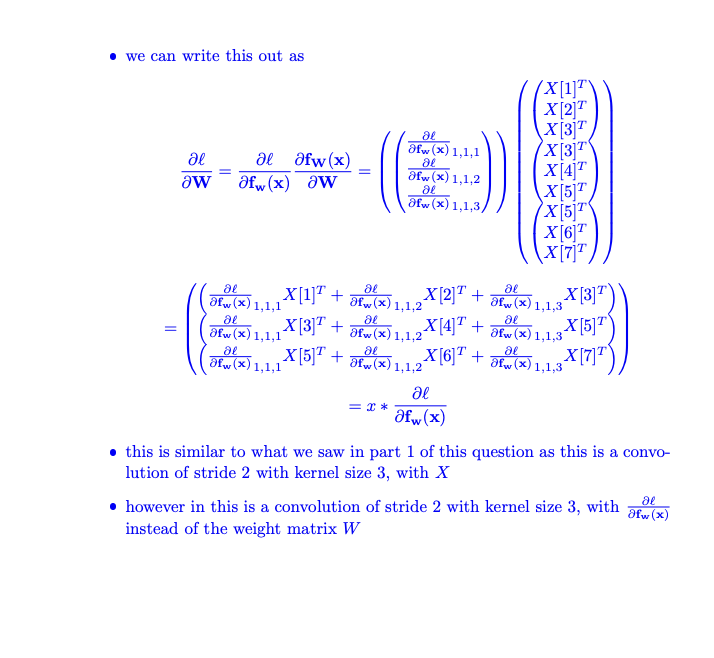 • we can write this out as
$$\frac{\partial \ell}{\partial \mathbf{W}} = \frac{\partial \ell}{\partial \mathbf{f_w}(\mathbf{x})} \frac{\partial \mathbf{f_W}(\mathbf{x})}{\partial \mathbf{W}} = \left(\begin{pmatrix} \frac{\partial \ell}{\partial \mathbf{f_w}(\mathbf{x})}_{1,1,1} \\ \frac{\partial \ell}{\partial \mathbf{f_w}(\mathbf{x})}_{1,1,2} \\ \frac{\partial \ell}{\partial \mathbf{f_w}(\mathbf{x})}_{1,1,3} \end{pmatrix}\right) \begin{pmatrix} \begin{pmatrix} X[1]^T \\ X[2]^T \\ X[3]^T \end{pmatrix} \\ \begin{pmatrix} X[3]^T \\ X[4]^T \\ X[5]^T \end{pmatrix} \\ \begin{pmatrix} X[5]^T \\ X[6]^T \\ X[7]^T \end{pmatrix} \end{pmatrix}$$
$$= \begin{pmatrix} \left(\frac{\partial \ell}{\partial \mathbf{f_w}(\mathbf{x})}_{1,1,1} X[1]^T + \frac{\partial \ell}{\partial \mathbf{f_w}(\mathbf{x})}_{1,1,2} X[2]^T + \frac{\partial \ell}{\partial \mathbf{f_w}(\mathbf{x})}_{1,1,3} X[3]^T\right) \\ \left(\frac{\partial \ell}{\partial \mathbf{f_w}(\mathbf{x})}_{1,1,1} X[3]^T + \frac{\partial \ell}{\partial \mathbf{f_w}(\mathbf{x})}_{1,1,2} X[4]^T + \frac{\partial \ell}{\partial \mathbf{f_w}(\mathbf{x})}_{1,1,3} X[5]^T\right) \\ \left(\frac{\partial \ell}{\partial \mathbf{f_w}(\mathbf{x})}_{1,1,1} X[5]^T + \frac{\partial \ell}{\partial \mathbf{f_w}(\mathbf{x})}_{1,1,2} X[6]^T + \frac{\partial \ell}{\partial \mathbf{f_w}(\mathbf{x})}_{1,1,3} X[7]^T\right) \end{pmatrix}$$
$$= x * \frac{\partial \ell}{\partial \mathbf{f_w}(\mathbf{x})}$$
• this is similar to what we saw in part 1 of this question as this is a convo-
lution of stride 2 with kernel size 3, with $X$
• however in this is a convolution of stride 2 with kernel size 3, with $\frac{\partial \ell}{\partial \mathbf{f_w}(\mathbf{x})}$
instead of the weight matrix $W$